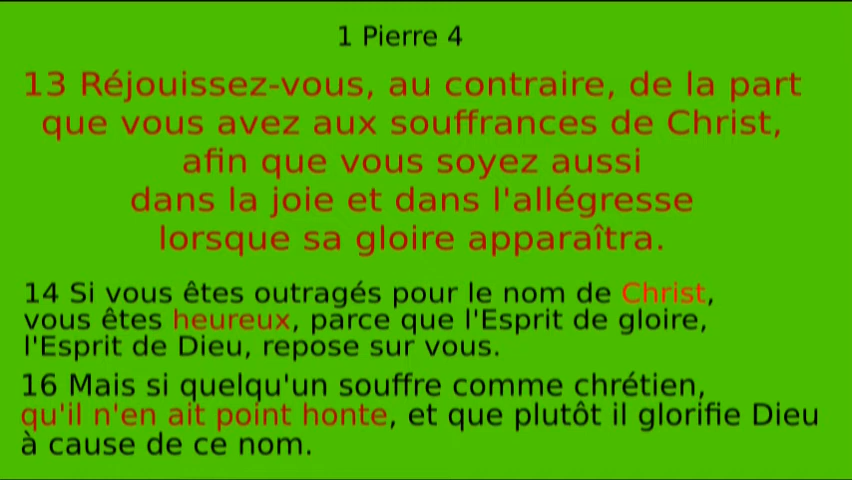 1 Pierre 4
13 Réjouissez-vous, au contraire, de la part
que vous avez aux souffrances de Christ,
afin que vous soyez aussi
dans la joie et dans l'allégresse
lorsque sa gloire apparaîtra.
14 Si vous êtes outragés pour le nom de Christ,
vous êtes heureux, parce que l'Esprit de gloire,
l'Esprit de Dieu, repose sur vous.
16 Mais si quelqu'un souffre comme chrétien,
qu'il n'en ait point honte, et que plutôt il glorifie Dieu
à cause de ce nom.